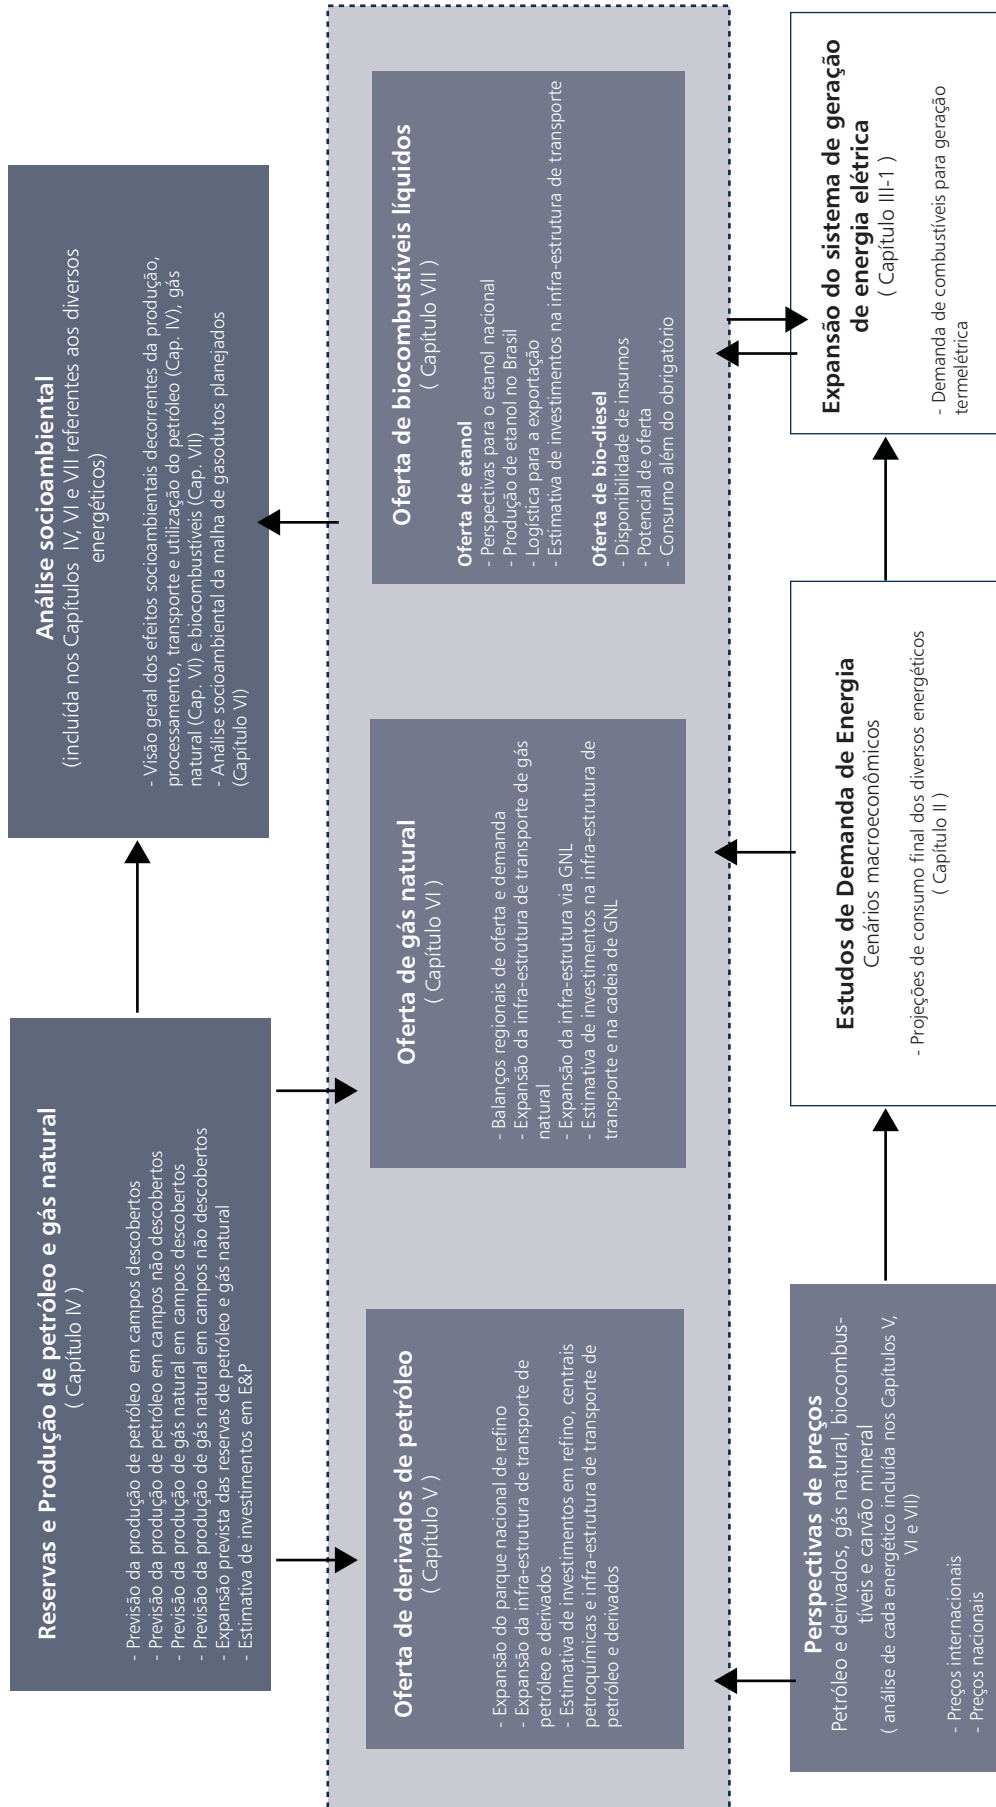 Reservas e Produção de petróleo e gás natural
( Capítulo IV )
- Previsão da produção de petróleo em campos descobertos
- Previsão da produção de petróleo em campos não descobertos
- Previsão da produção de gás natural em campos descobertos
- Previsão da produção de gás natural em campos não descobertos
- Expansão prevista das reservas de petróleo e gás natural
- Estimativa de investimentos em E&P
Análise socioambiental
(incluída nos Capítulos IV, VI e VII referentes aos diversos
energéticos)
- Visão geral dos efeitos socioambientais decorrentes da produção,
processamento, transporte e utilização do petróleo (Cap. IV), gás
natural (Cap. VI) e biocombustíveis (Cap. VII)
- Análise socioambiental da malha de gasodutos planejados
(Capítulo VI)
Oferta de derivados de petróleo
( Capítulo V )
- Expansão do parque nacional de refino
- Expansão da infra-estrutura de transporte de
petróleo e derivados
- Estimativa de investimentos em refino, centrais
petroquímicas e infra-estrutura de transporte de
petróleo e derivados
Oferta de gás natural
( Capítulo VI )
- Balanços regionais de oferta e demanda
- Expansão da infra-estrutura de transporte de gás
natural
- Expansão da infra-estrutura via GNL
- Estimativa de investimentos na infra-estrutura de
transporte e na cadeia de GNL
Oferta de biocombustíveis líquidos
( Capítulo VII )
Oferta de etanol
- Perspectivas para o etanol nacional
- Produção de etanol no Brasil
- Logística para a exportação
- Estimativa de investimentos na infra-estrutura de transporte
Oferta de bio-diesel
- Disponibilidade de insumos
- Potencial de oferta
- Consumo além do obrigatório
Perspectivas de preços
Petróleo e derivados, gás natural, biocombus-
tíveis e carvão mineral
( análise de cada energético incluída nos Capítulos V,
VI e VII)
- Preços internacionais
- Preços nacionais
Estudos de Demanda de Energia
Cenários macroeconômicos
- Projeções de consumo final dos diversos energéticos
( Capítulo II )
Expansão do sistema de geração
de energia elétrica
( Capítulo III-1 )
- Demanda de combustíveis para geração
termelétrica